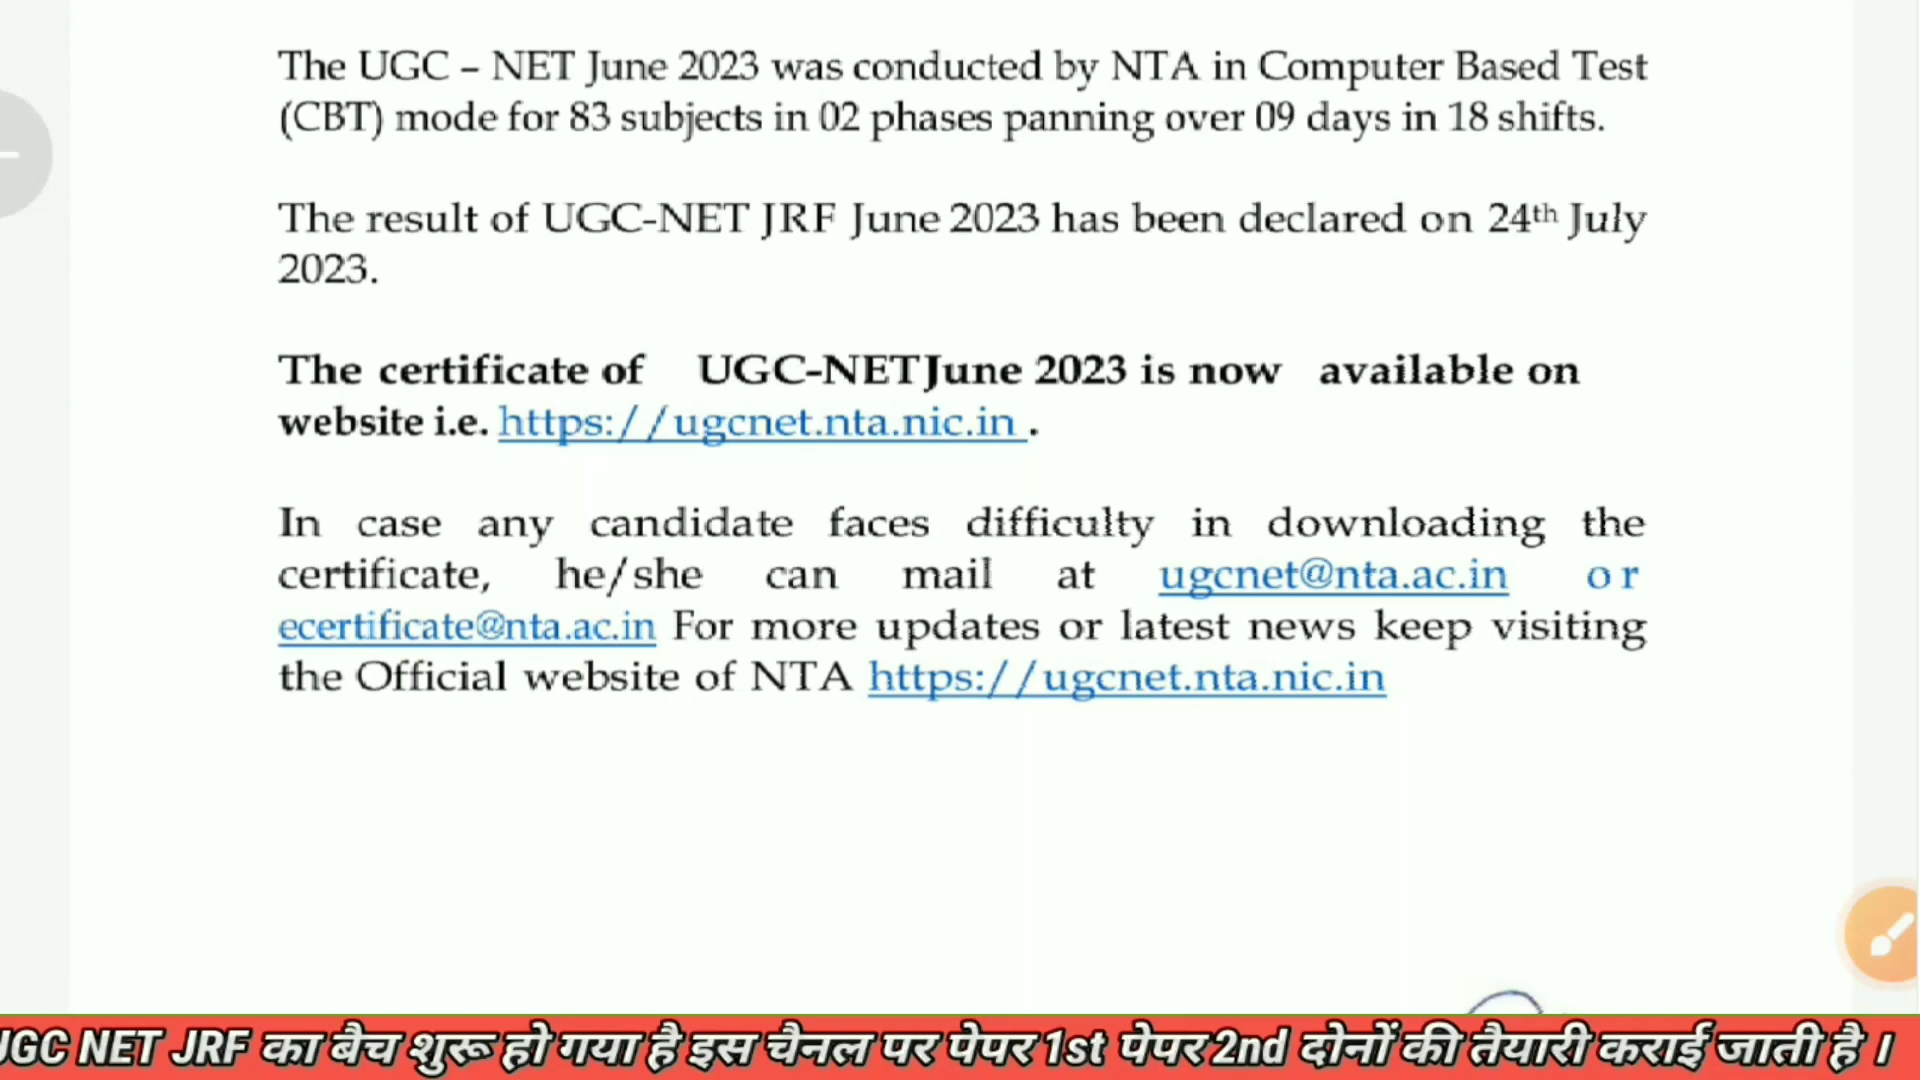 The UGC – NET June 2023 was conducted by NTA in Computer Based Test
(CBT) mode for 83 subjects in 02 phases panning over 09 days in 18 shifts.
The result of UGC-NET JRF June 2023 has been declared on 24th July
2023.
The certificate of UGC-NETJune 2023 is now available on
website i.e. https://ugcnet.nta.nic.in .
In case any candidate faces difficulty in downloading the
certificate, he/she can mail at ugcnet@nta.ac.in or
ecertificate@nta.ac.in For more updates or latest news keep visiting
the Official website of NTA https://ugcnet.nta.nic.in
UGC NET JRF का बैच शुरू हो गया है इस चैनल पर पेपर 1st पेपर 2nd दोनों की तैयारी कराई जाती है ।